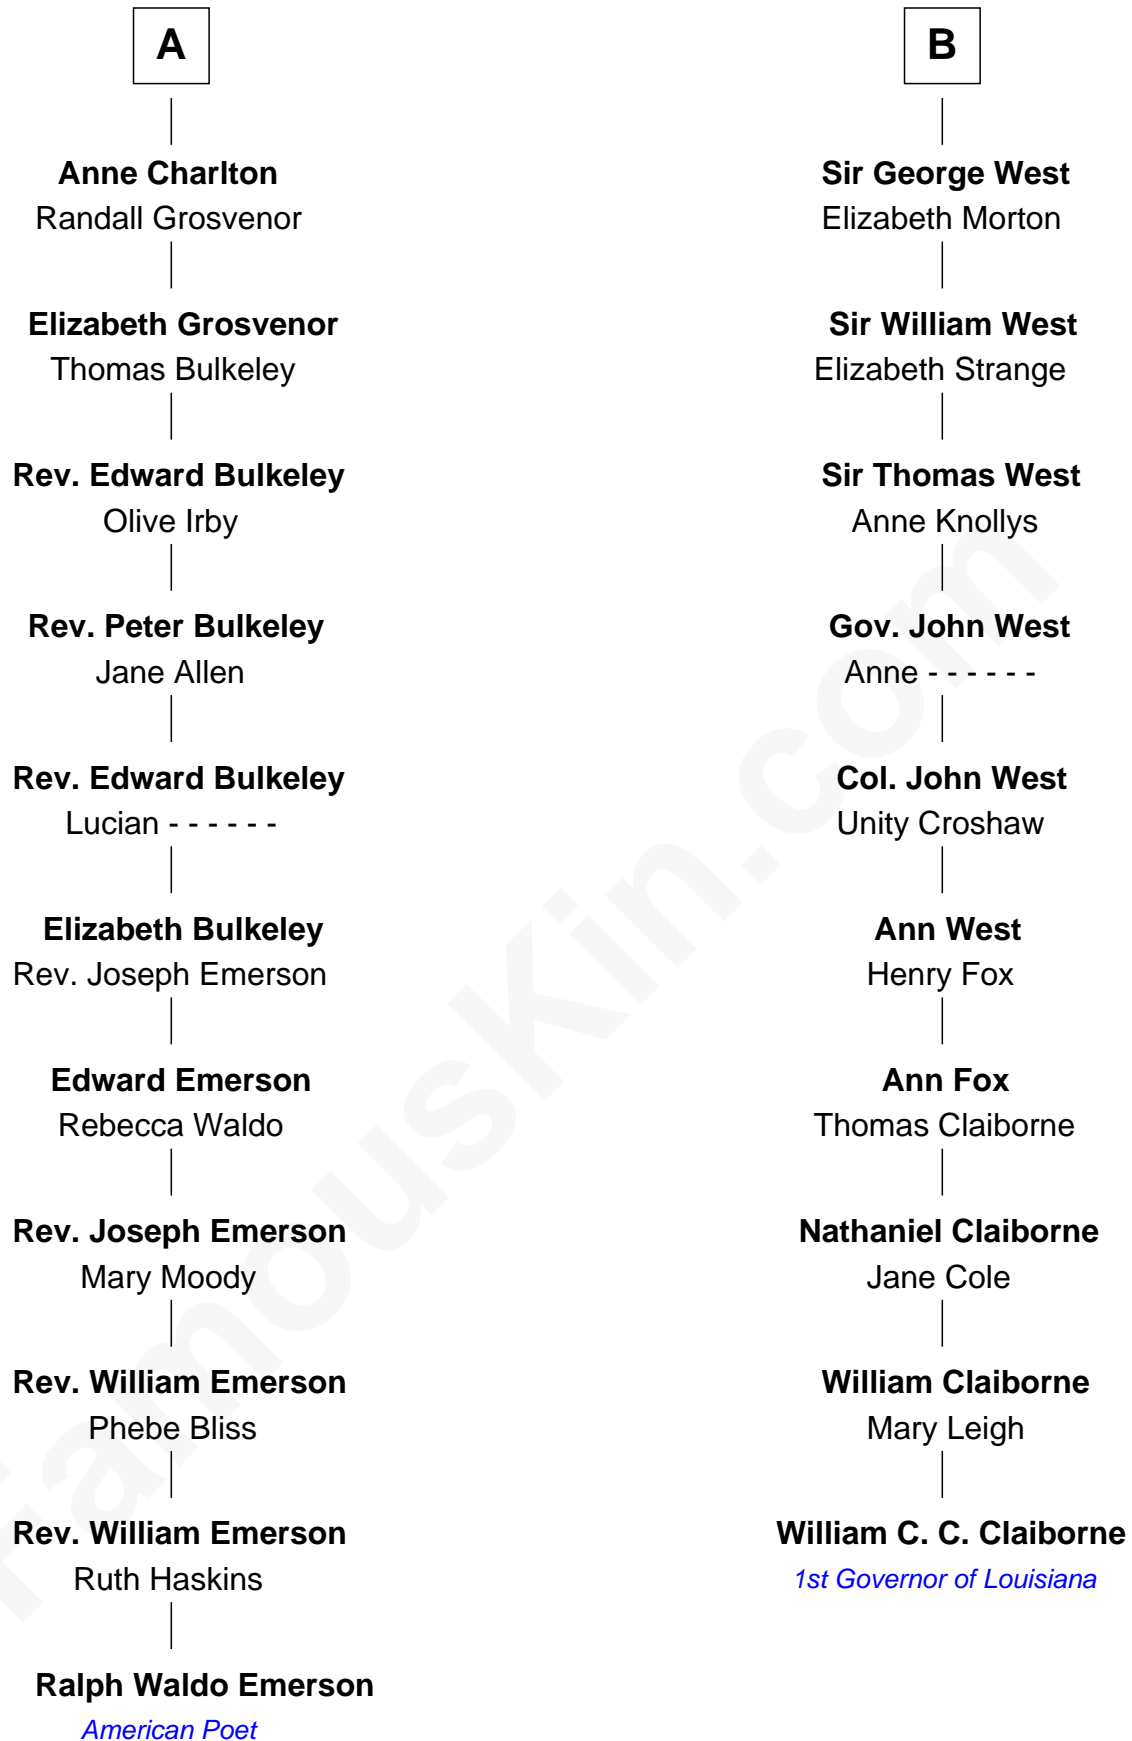 A
Anne Charlton
Randall Grosvenor
Elizabeth Grosvenor
Thomas Bulkeley
Rev. Edward Bulkeley
Olive Irby
Rev. Peter Bulkeley
Jane Allen
Rev. Edward Bulkeley
Lucian - - - - - -
Elizabeth Bulkeley
Rev. Joseph Emerson
Edward Emerson
Rebecca Waldo
Rev. Joseph Emerson
Mary Moody
Rev. William Emerson
Phebe Bliss
Rev. William Emerson
Ruth Haskins
Ralph Waldo Emerson
American Poet
B
Sir George West
Elizabeth Morton
Sir William West
Elizabeth Strange
Sir Thomas West
Anne Knollys
Gov. John West
Anne - - - - - -
Col. John West
Unity Croshaw
Ann West
Henry Fox
Ann Fox
Thomas Claiborne
Nathaniel Claiborne
Jane Cole
William Claiborne
Mary Leigh
William C. C. Claiborne
1st Governor of Louisiana
FamousKin.com